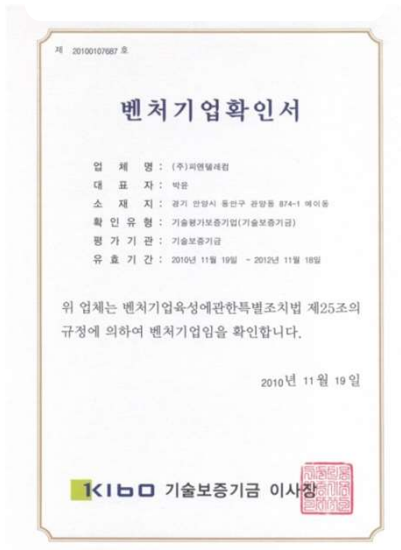 제 20100107687 호
벤처기업확인서
업 체 명 : (주)피엔텔레컴
대 표 자 : 박윤
소 재 지 : 경기 안양시 동안구 관양동 874-1 에이동
확 인 유 형 : 기술평가보증기업(기술보증기금)
평 가 기 관 : 기술보증기금
유 효 기 간 : 2010년 11월 19일 ~ 2012년 11월 18일
위 업체는 벤처기업육성에관한특별조치법 제25조의
규정에 의하여 벤처기업임을 확인합니다.
2010년 11월 19일
KIBO 기술보증기금 이사장